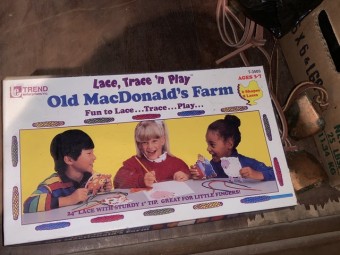 Lace, Trace 'n Play
TREND
Old MacDonald's Farm
Fun to Lace...Trace...Play...
AGES 3-7
24" LACE WITH STURDY 1" TIP GREAT FOR LITTLE FINGERS!